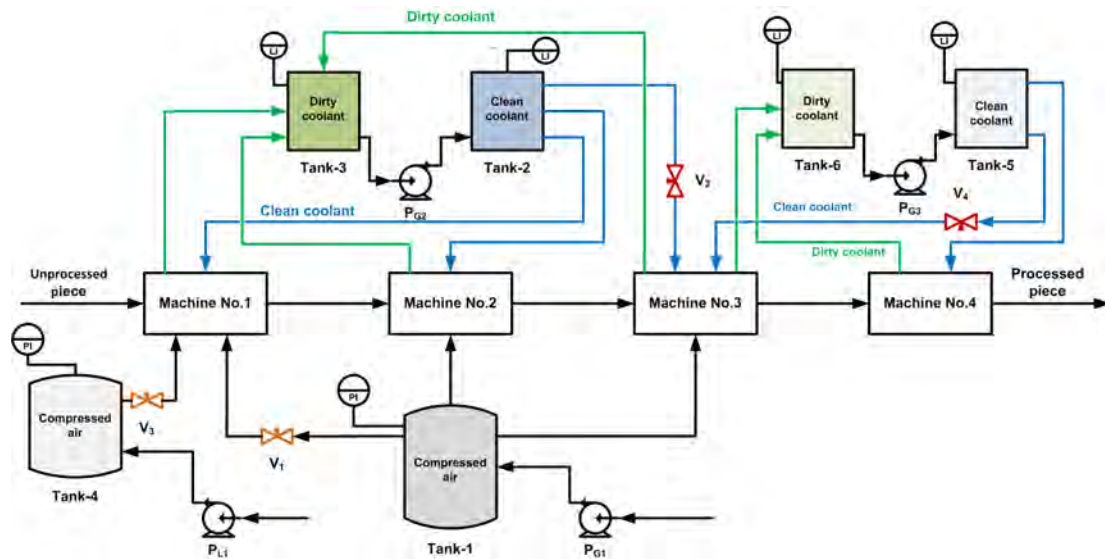 Dirty coolant
LI
LI
LI
LI
Dirty
coolant
Clean
coolant
Dirty
coolant
Clean
coolant
Tank-3
Tank-2
Tank-6
Tank-5
V2
PG2
PG3
V4
Clean coolant
Clean coolant
Dirty coolant
Unprocessed
piece
Machine No.1
Machine No.2
Machine No.3
Machine No.4
Processed
piece
PI
PI
Compressed
air
V3
V1
Compressed
air
Tank-4
PL1
Tank-1
PG1